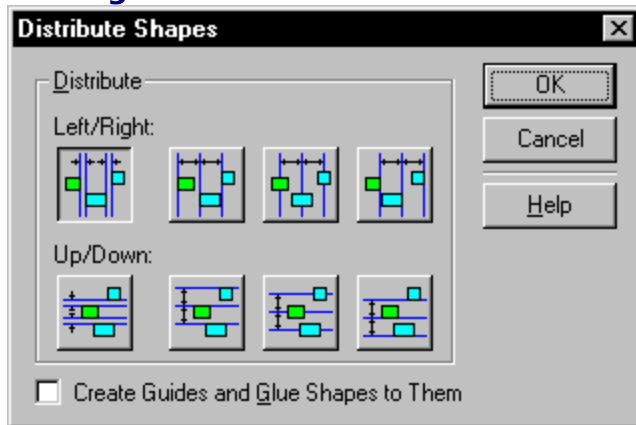 Distribute Shapes
Distribute
OK
Left/Right:
Cancel
Help
Up/Down:
Create Guides and Glue Shapes to Them